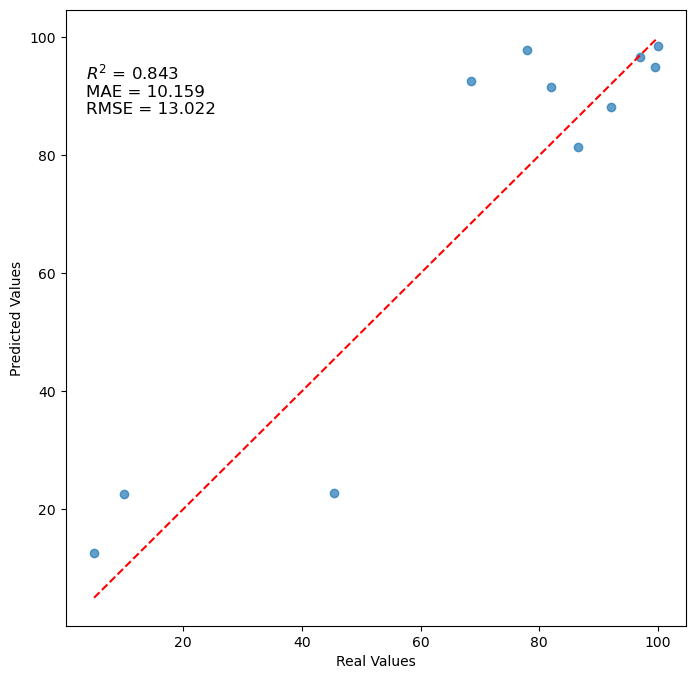 100
80
60
40
20
Predicted Values
R² = 0.843
MAE = 10.159
RMSE = 13.022
20 40 60 80 100
Real Values